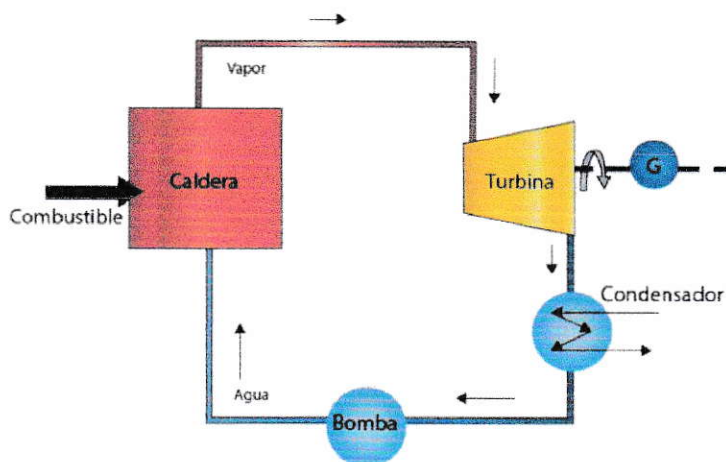 Vapor
Caldera
Turbina
G
Combustible
Condensador
Agua
Bomba